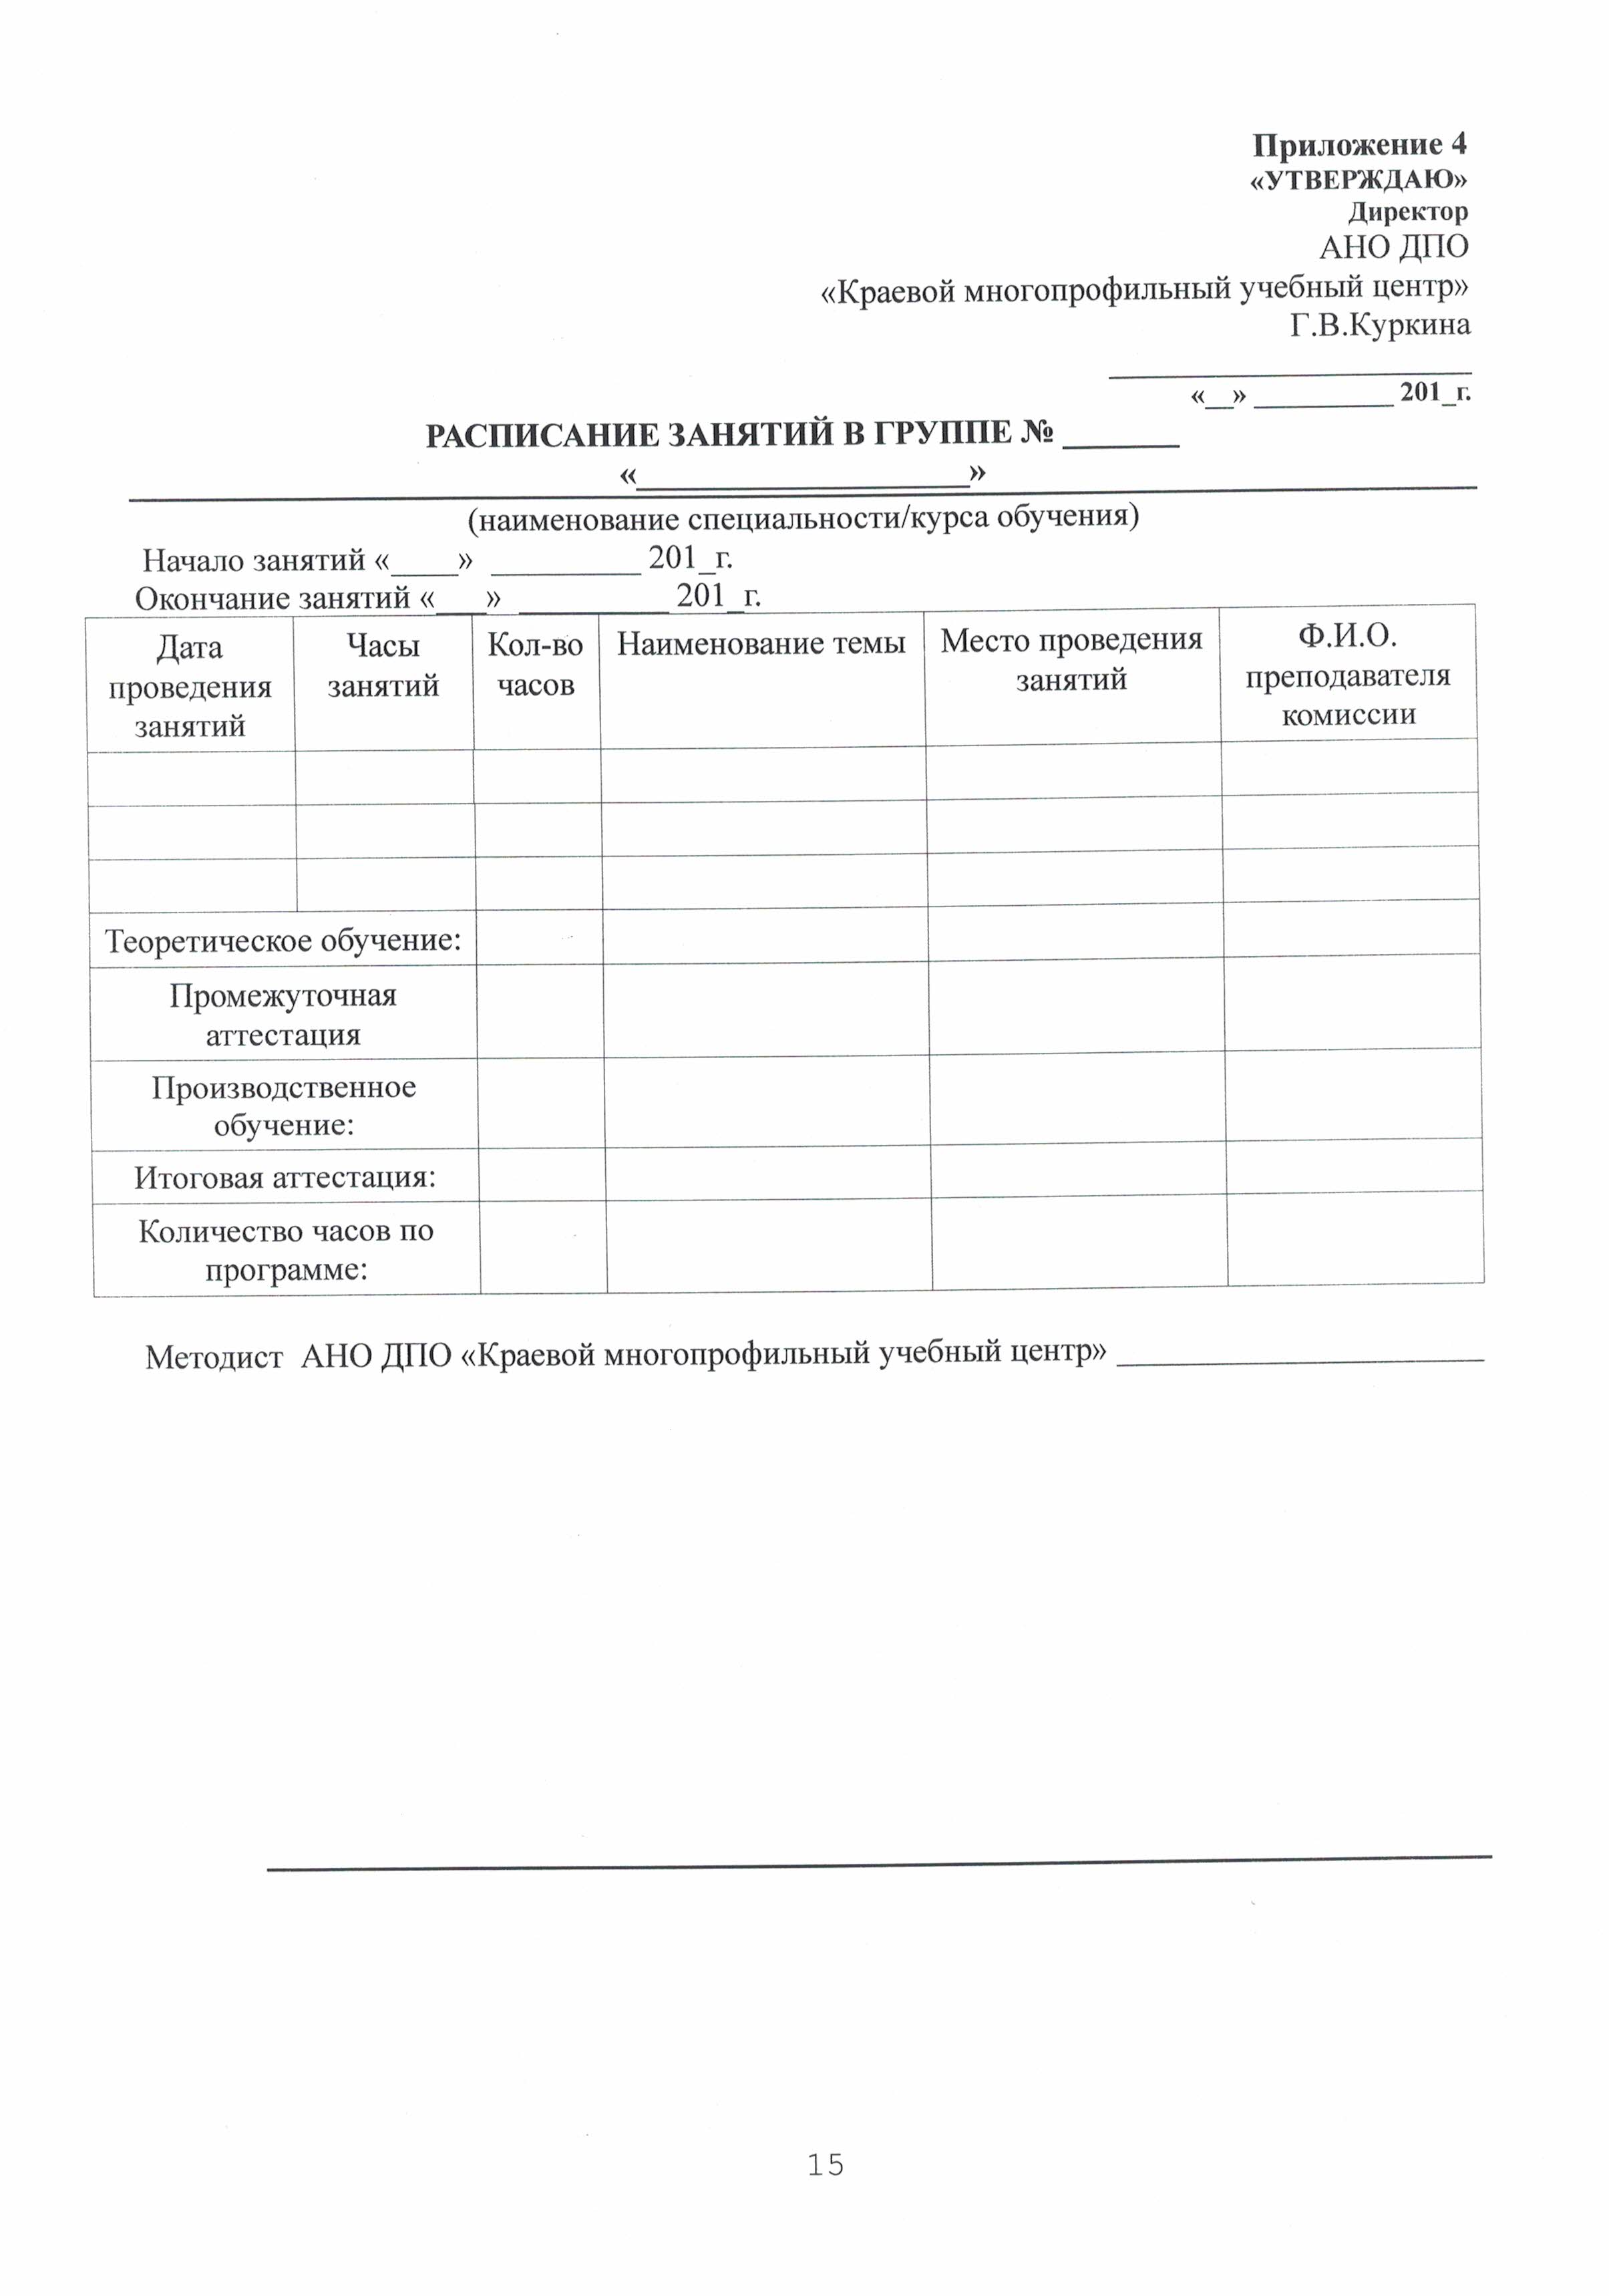 Приложение 4
«УТВЕРЖДАЮ»
Директор
АНО ДПО
«Краевой многопрофильный учебный центр»
Г.В.Куркина
«__» __________ 201_г.
РАСПИСАНИЕ ЗАНЯТИЙ В ГРУППЕ № _______
«____________________»
(наименование специальности/курса обучения)
Начало занятий «____» _________ 201_г.
Окончание занятий «___» _________ 201_г.
Дата проведения занятий
Часы занятий
Кол-во часов
Наименование темы
Место проведения занятий
Ф.И.О. преподавателя комиссии
Теоретическое обучение:
Промежуточная аттестация
Производственное обучение:
Итоговая аттестация:
Количество часов по программе:
Методист АНО ДПО «Краевой многопрофильный учебный центр» ______________________
15